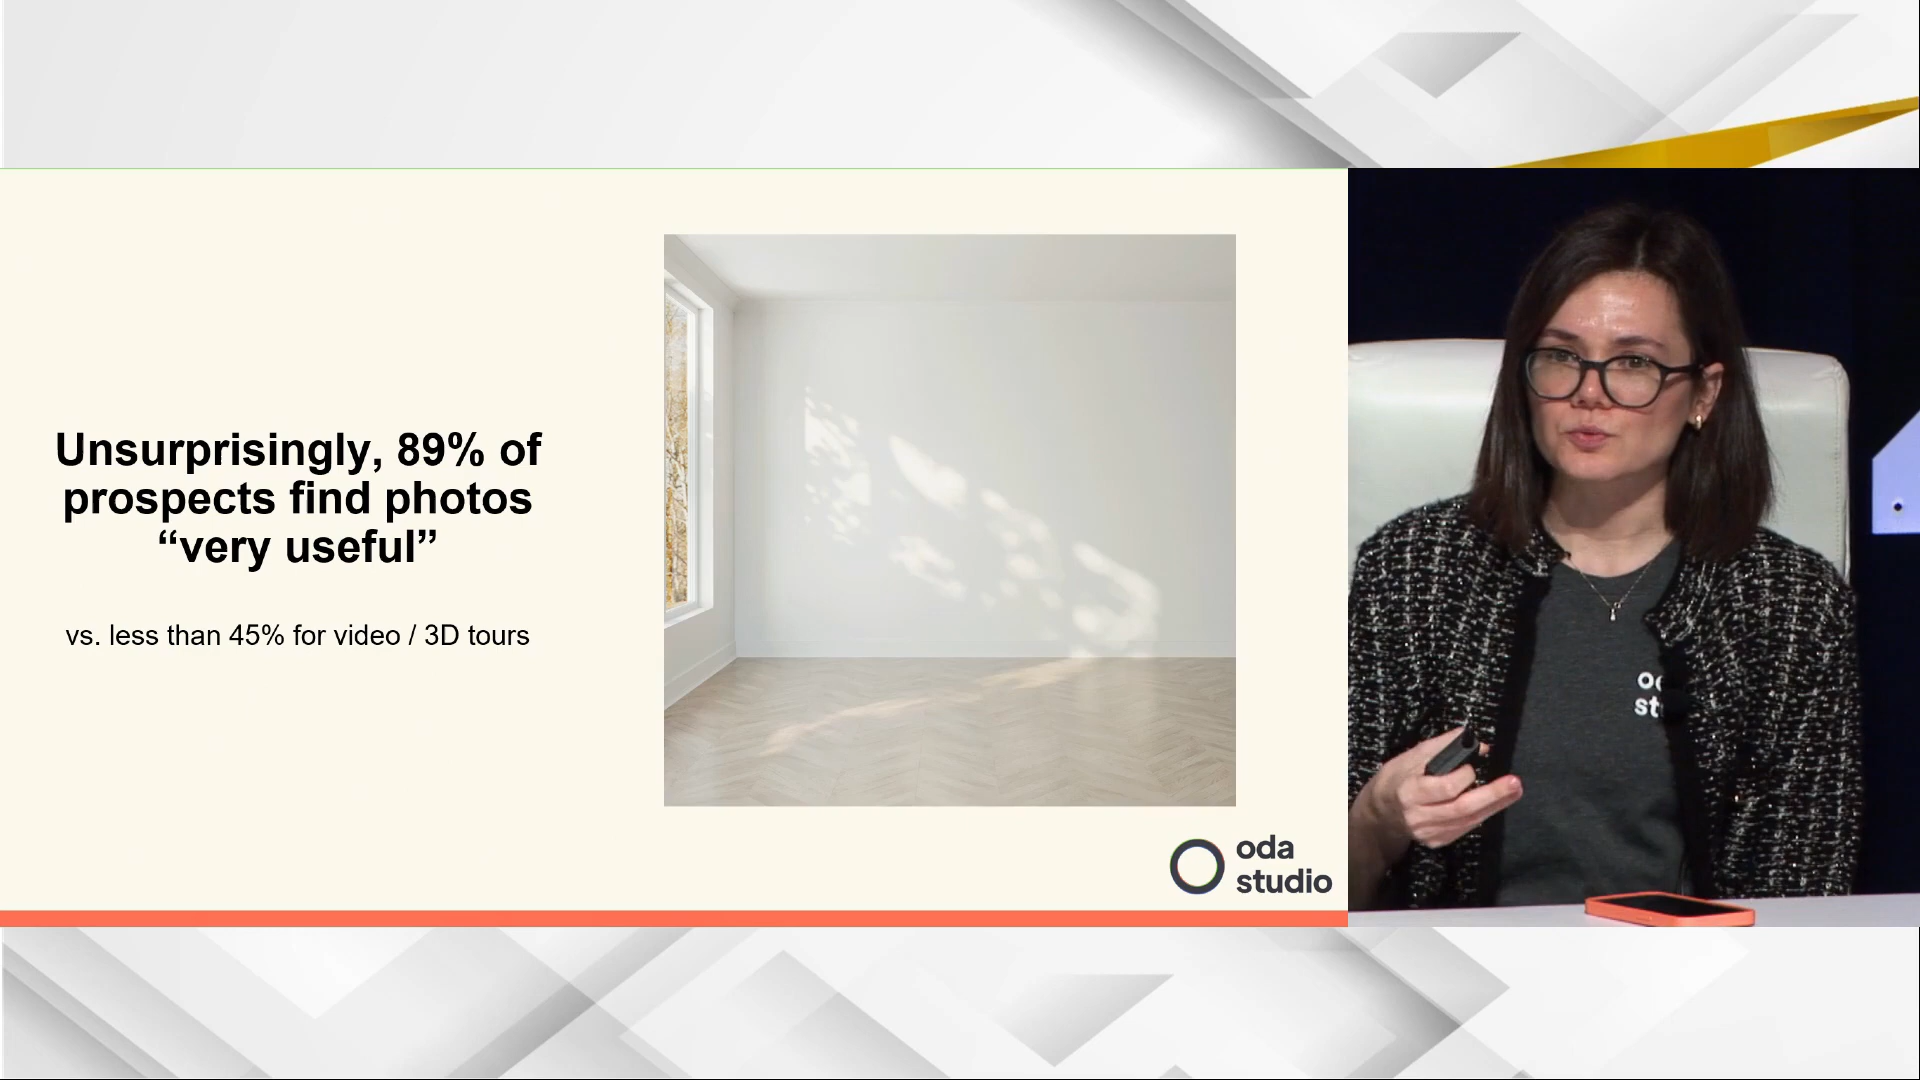 Unsurprisingly, 89% of
prospects find photos
“very useful”
vs. less than 45% for video / 3D tours
oda
studio